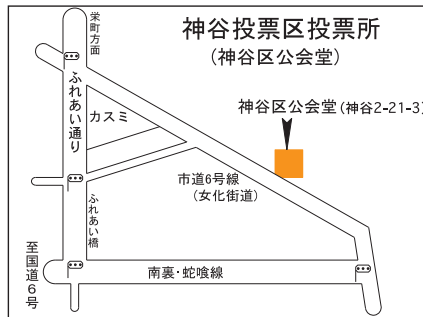 神谷投票区投票所
(神谷区公会堂)
神谷区公会堂(神谷2-21-3)
栄町方面
ふれあい通り
カスミ
市道6号線
(女化街道)
ふれあい橋
南裏・蛇喰線
至国道6号